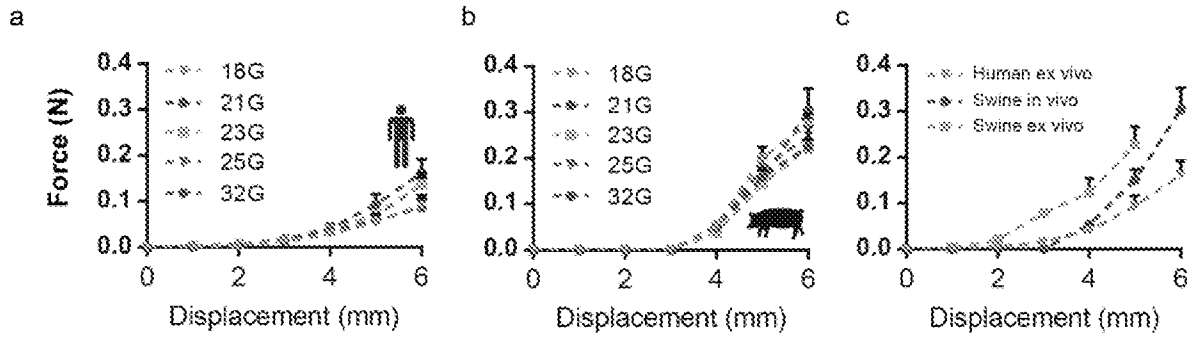 a
Force (N)
0.4
0.3
0.2
0.1
0.0
18G
21G
23G
25G
32G
0 2 4 6
Displacement (mm)
b
0.4
0.3
0.2
0.1
0.0
18G
21G
23G
25G
32G
0 2 4 6
Displacement (mm)
c
0.4
0.3
0.2
0.1
0.0
Human ex vivo
Swine in vivo
Swine ex vivo
0 2 4 6
Displacement (mm)